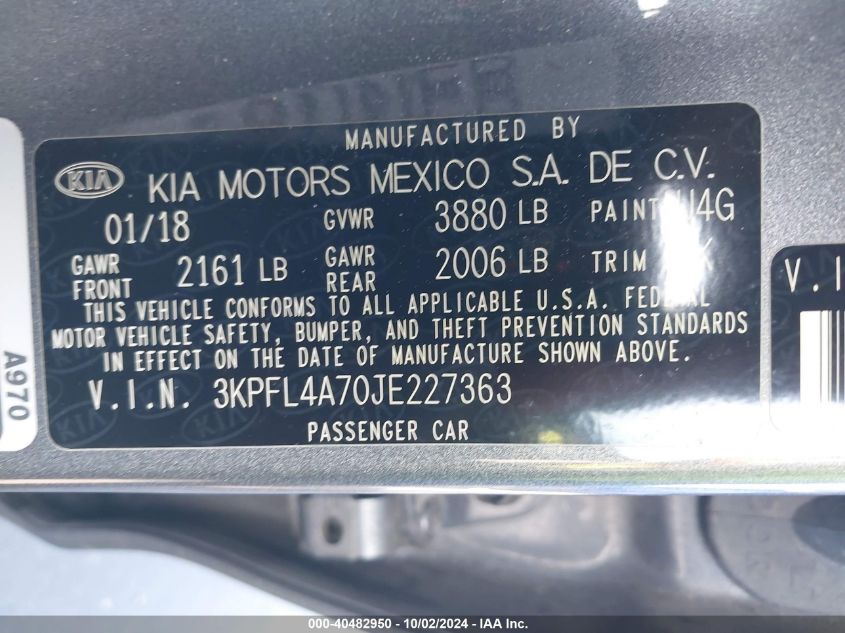 MANUFACTURED BY
KIA KIA MOTORS MEXICO S.A. DE C.V.
01/18 GVWR 3880 LB PAINT U4G
GAWR FRONT 2161 LB GAWR REAR 2006 LB TRIM
THIS VEHICLE CONFORMS TO ALL APPLICABLE U.S.A. FEDERAL
MOTOR VEHICLE SAFETY, BUMPER, AND THEFT PREVENTION STANDARDS
IN EFFECT ON THE DATE OF MANUFACTURE SHOWN ABOVE.
V.I.N. 3KPFL4A70JE227363
PASSENGER CAR
A970
V.I
000-40482950 - 10/02/2024 - IAA Inc.